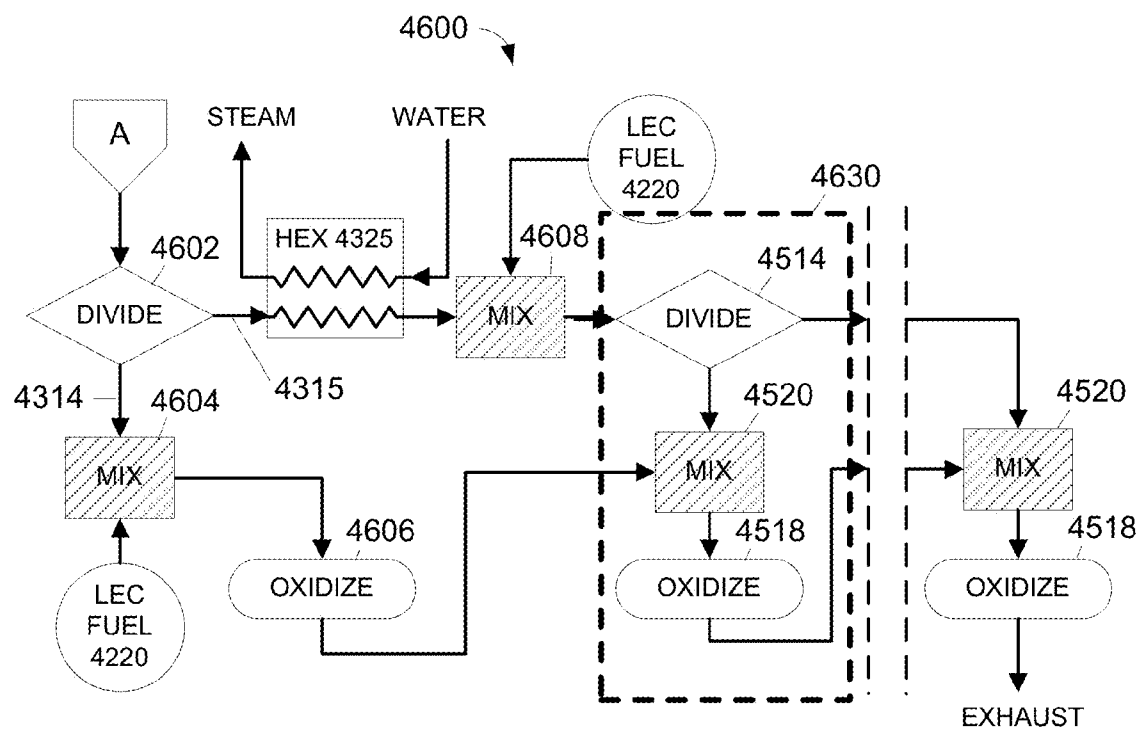 4600
A
STEAM
WATER
LEC
FUEL
4220
4630
4602
HEX 4325
4608
4514
DIVIDE
MIX
DIVIDE
4314
4315
4604
4520
4520
MIX
MIX
MIX
4606
4518
4518
OXIDIZE
OXIDIZE
OXIDIZE
LEC
FUEL
4220
EXHAUST